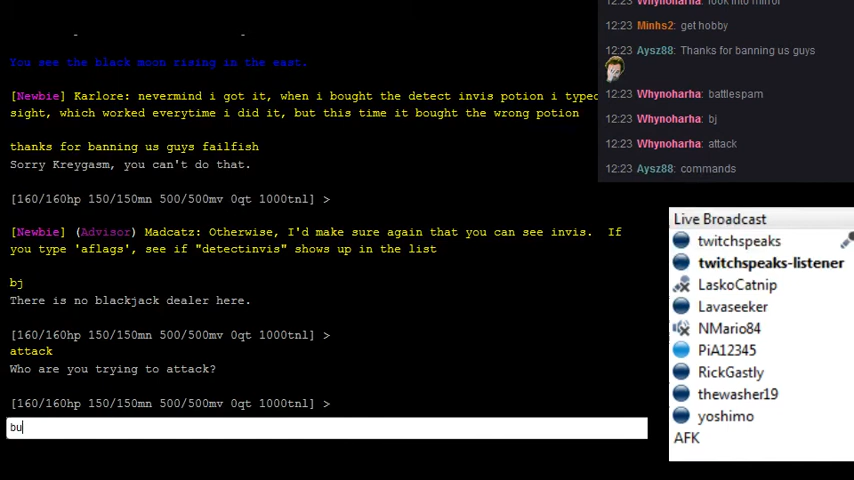 You see the black moon rising in the east.
[Newbie] Karlore: nevermind i got it, when i bought the detect invis potion i typed
sight, which worked everytime i did it, but this time it bought the wrong potion
thanks for banning us guys failfish
Sorry Kreygasm, you can't do that.
[160/160hp 150/150mn 500/500mv 0qt 1000tnl] >
[Newbie] (Advisor) Madcatz: Otherwise, I'd make sure again that you can see invis. If
you type 'aflags', see if "detectinvis" shows up in the list
bj
There is no blackjack dealer here.
[160/160hp 150/150mn 500/500mv 0qt 1000tnl] >
attack
Who are you trying to attack?
[160/160hp 150/150mn 500/500mv 0qt 1000tnl] >
bu
Whynoharha: look into mirror
12:23 Minhs2: get hobby
12:23 Aysz88: Thanks for banning us guys
12:23 Whynoharha: battlespam
12:23 Whynoharha: bj
12:23 Whynoharha: attack
12:23 Aysz88: commands
Live Broadcast
twitchspeaks
twitchspeaks-listener
LaskoCatnip
Lavaseeker
NMario84
PiA12345
RickGastly
thewasher19
yoshimo
AFK